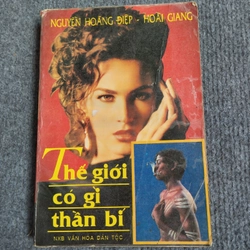 NGUYỄN HOÀNG ĐIỆP - HOÀI GIANG
Thế giới
có gì
thần bí
NXB VĂN HÓA DÂN TỘC